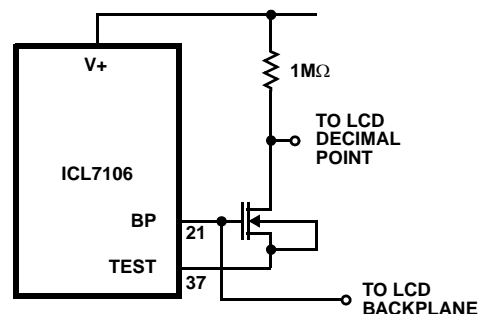 V+
1MΩ
TO LCD
DECIMAL
POINT
ICL7106
BP
21
TEST
37
TO LCD
BACKPLANE